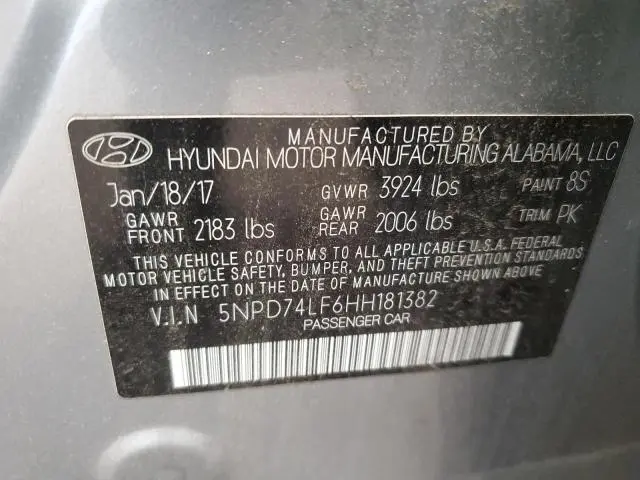 MANUFACTURED BY
HYUNDAI MOTOR MANUFACTURING ALABAMA, LLC
Jan/18/17 GVWR 3924 lbs PAINT 8S
GAWR FRONT 2183 lbs GAWR REAR 2006 lbs TRIM PK
THIS VEHICLE CONFORMS TO ALL APPLICABLE U.S.A. FEDERAL
MOTOR VEHICLE SAFETY, BUMPER, AND THEFT PREVENTION STANDARDS
IN EFFECT ON THE DATE OF MANUFACTURE SHOWN ABOVE.
V.I.N 5NPD74LF6HH181382
PASSENGER CAR